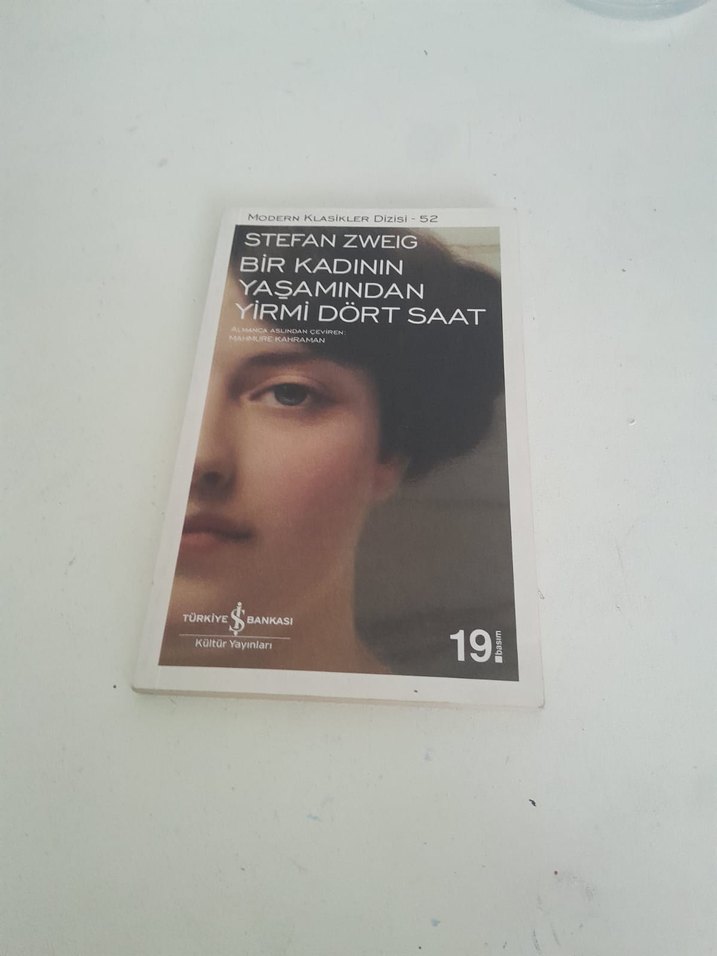 MODERN KLASİKLER DİZİSİ - 52
STEFAN ZWEIG
BİR KADININ
YAŞAMINDAN
YİRMİ DÖRT SAAT
ALMANCA ASLINDAN ÇEVİREN:
MAHMURE KAHRAMAN
TÜRKİYE İŞ BANKASI
Kültür Yayınları
19. basım